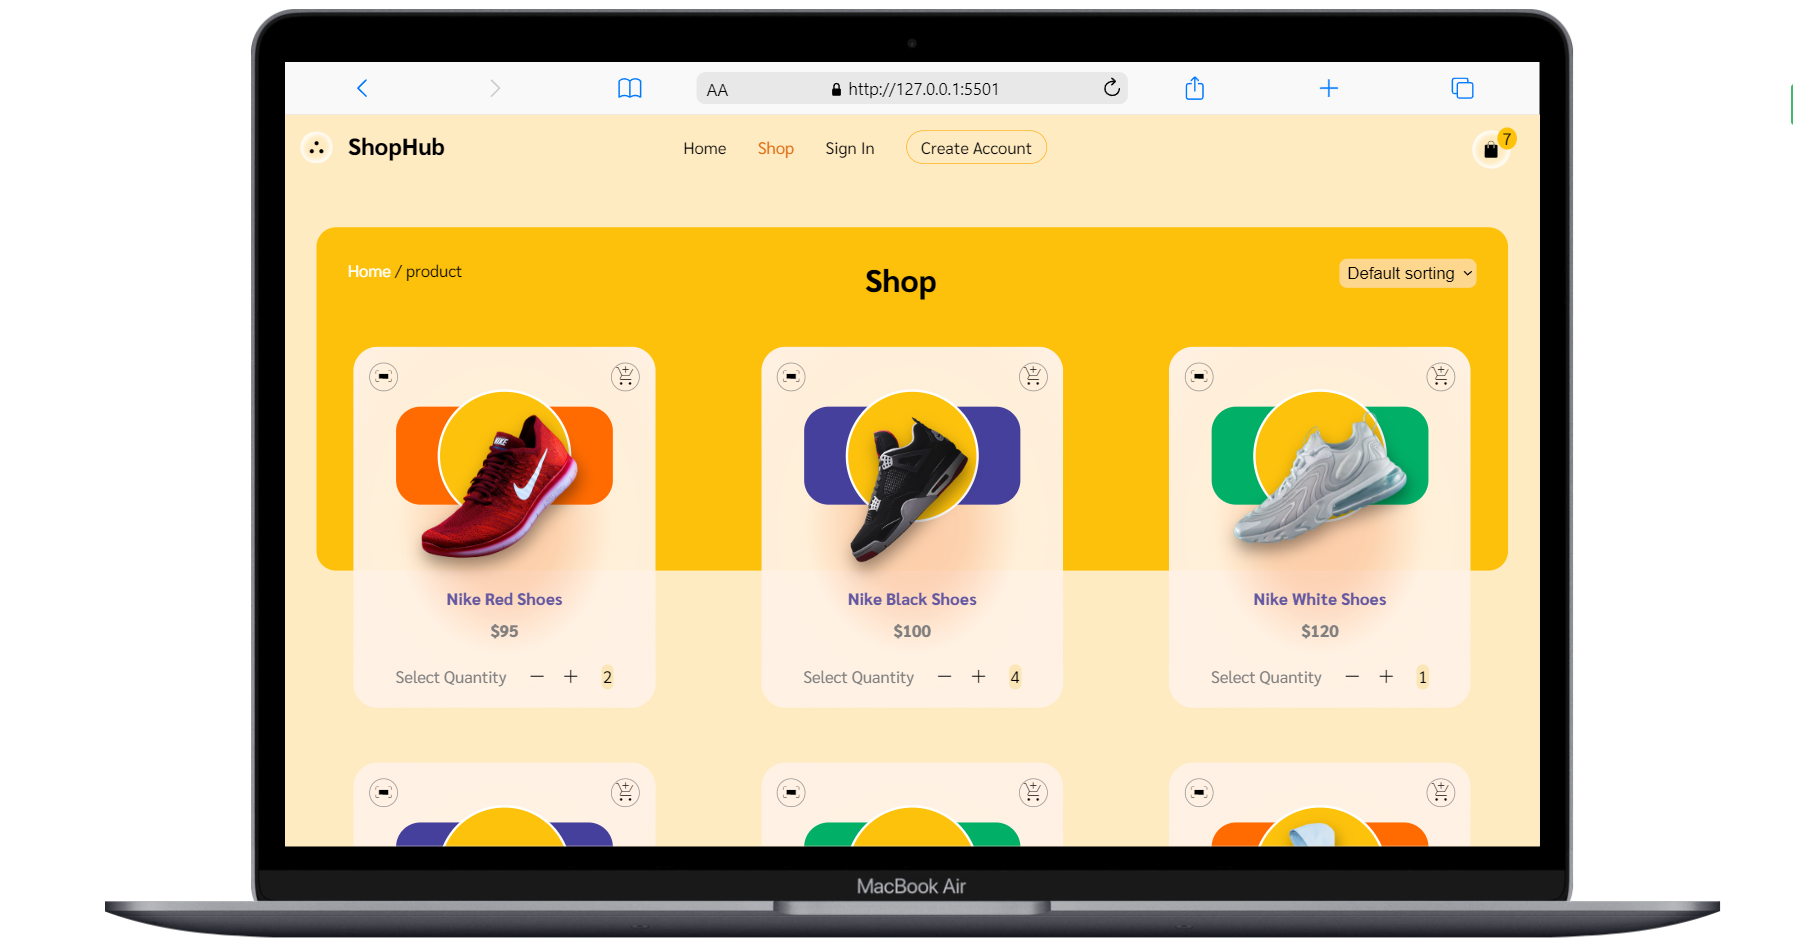 AA
http://127.0.0.1:5501
ShopHub
Home
Shop
Sign In
Create Account
7
Home / product
Shop
Default sorting
NIKE
Nike Red Shoes
$95
Select Quantity − + 2
Nike Black Shoes
$100
Select Quantity − + 4
Nike White Shoes
$120
Select Quantity − + 1
MacBook Air